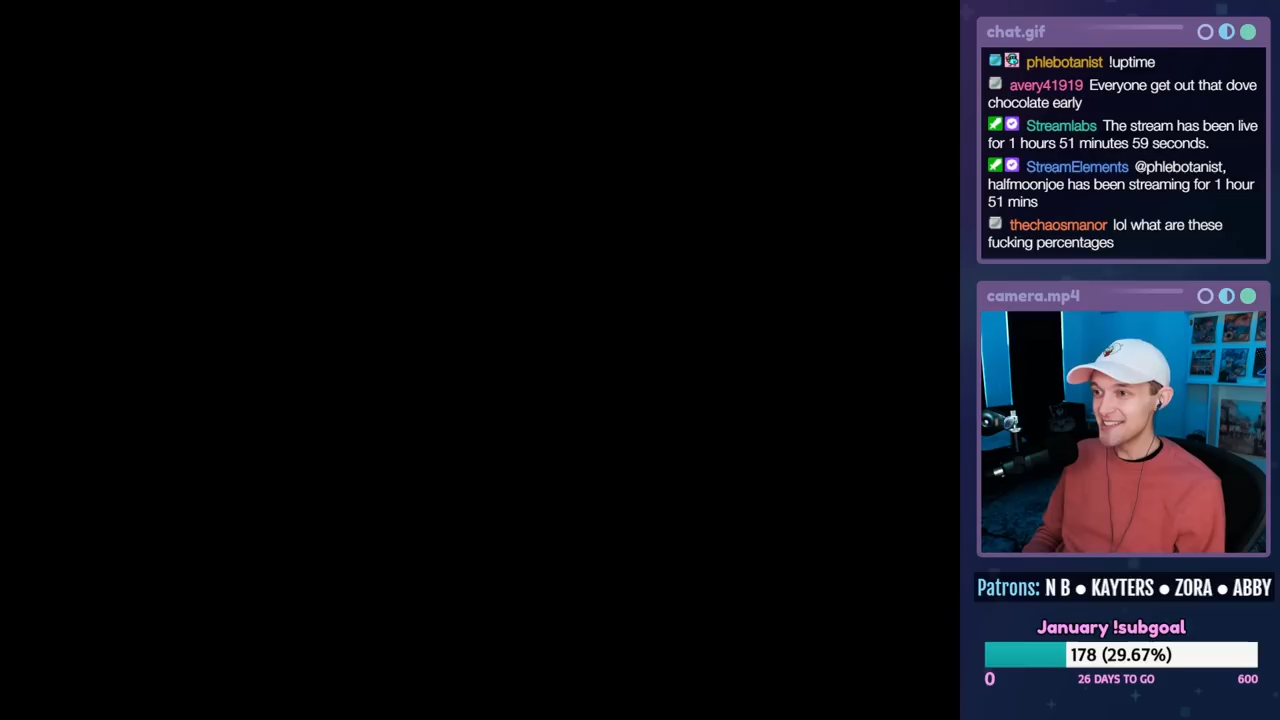 chat.gif
phlebotanist !uptime
avery41919 Everyone get out that dove
chocolate early
Streamlabs The stream has been live
for 1 hours 51 minutes 59 seconds.
StreamElements @phlebotanist,
halfmoonjoe has been streaming for 1 hour
51 mins
thechaosmanor lol what are these
fucking percentages
camera.mp4
Patrons: N B ● KAYTERS ● ZORA ● ABBY
January !subgoal
178 (29.67%)
0 26 DAYS TO GO 600